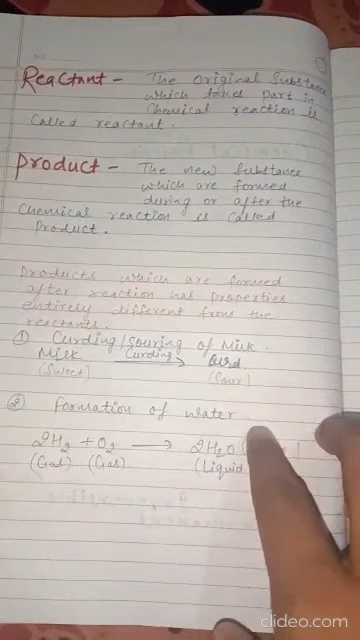 Reactant - The original substance
which takes part in
chemical reaction is
called reactant.
Product - The new substance
which are formed
during or after the
chemical reaction is called
product.
Products which are formed
after reaction has properties
entirely different from the
reactants.
① Curding/souring of Milk.
Milk Curding → Curd.
(Sweet) (Sour)
② Formation of water
2H₂ + O₂ → 2H₂O
(Gas) (Gas) (Liquid
clideo.com